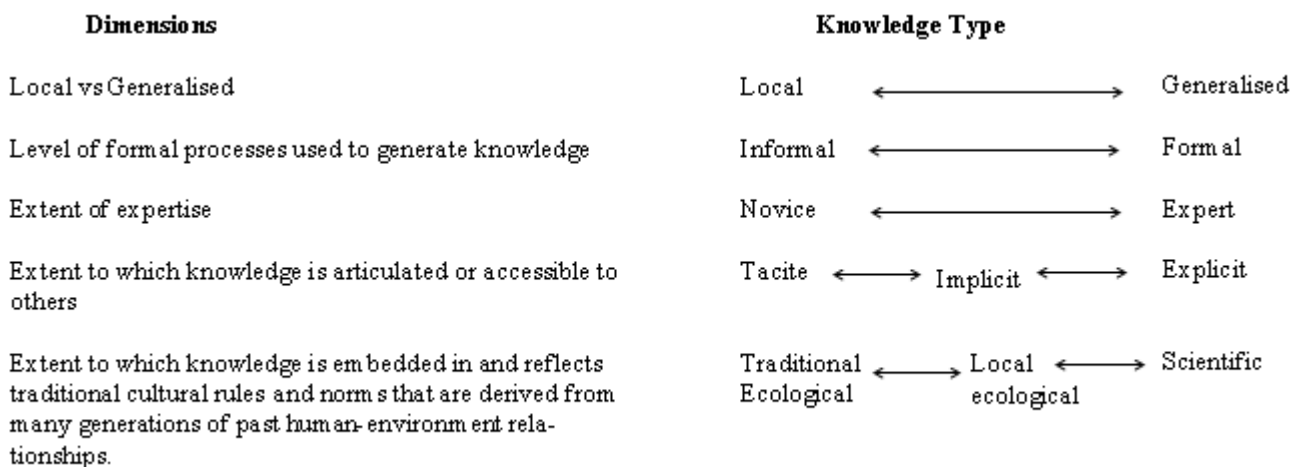 Dimensions Knowledge Type
Local vs Generalised Local Generalised
Level of formal processes used to generate knowledge Informal Formal
Extent of expertise Novice Expert
Extent to which knowledge is articulated or accessible to Tacite Implicit Explicit
others
Extent to which knowledge is embedded in and reflects Traditional Local Scientific
traditional cultural rules and norms that are derived from Ecological ecological
many generations of past human-environment rela-
tionships.